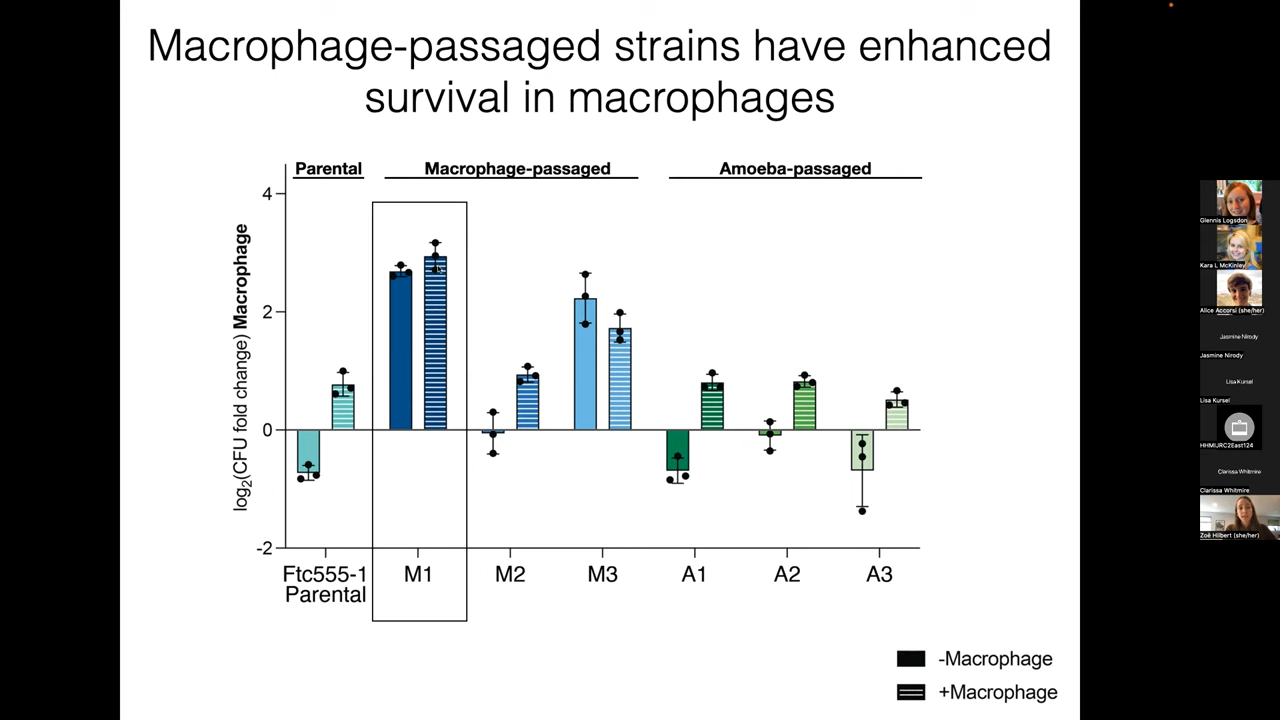 Macrophage-passaged strains have enhanced
survival in macrophages
Parental
Macrophage-passaged
Amoeba-passaged
log2(CFU fold change) Macrophage
4
2
0
-2
Ftc555-1
Parental
M1
M2
M3
A1
A2
A3
-Macrophage
+Macrophage
Glennis Logsdon
Kara L McKinley
Alice Accorsi (she/her)
Jasmine Nirody
Jasmine Nirody
Lisa Kursel
Lisa Kursel
HHMIJRC2East124
Clarissa Whitmire
Clarissa Whitmire
Zoë Hilbert (she/her)